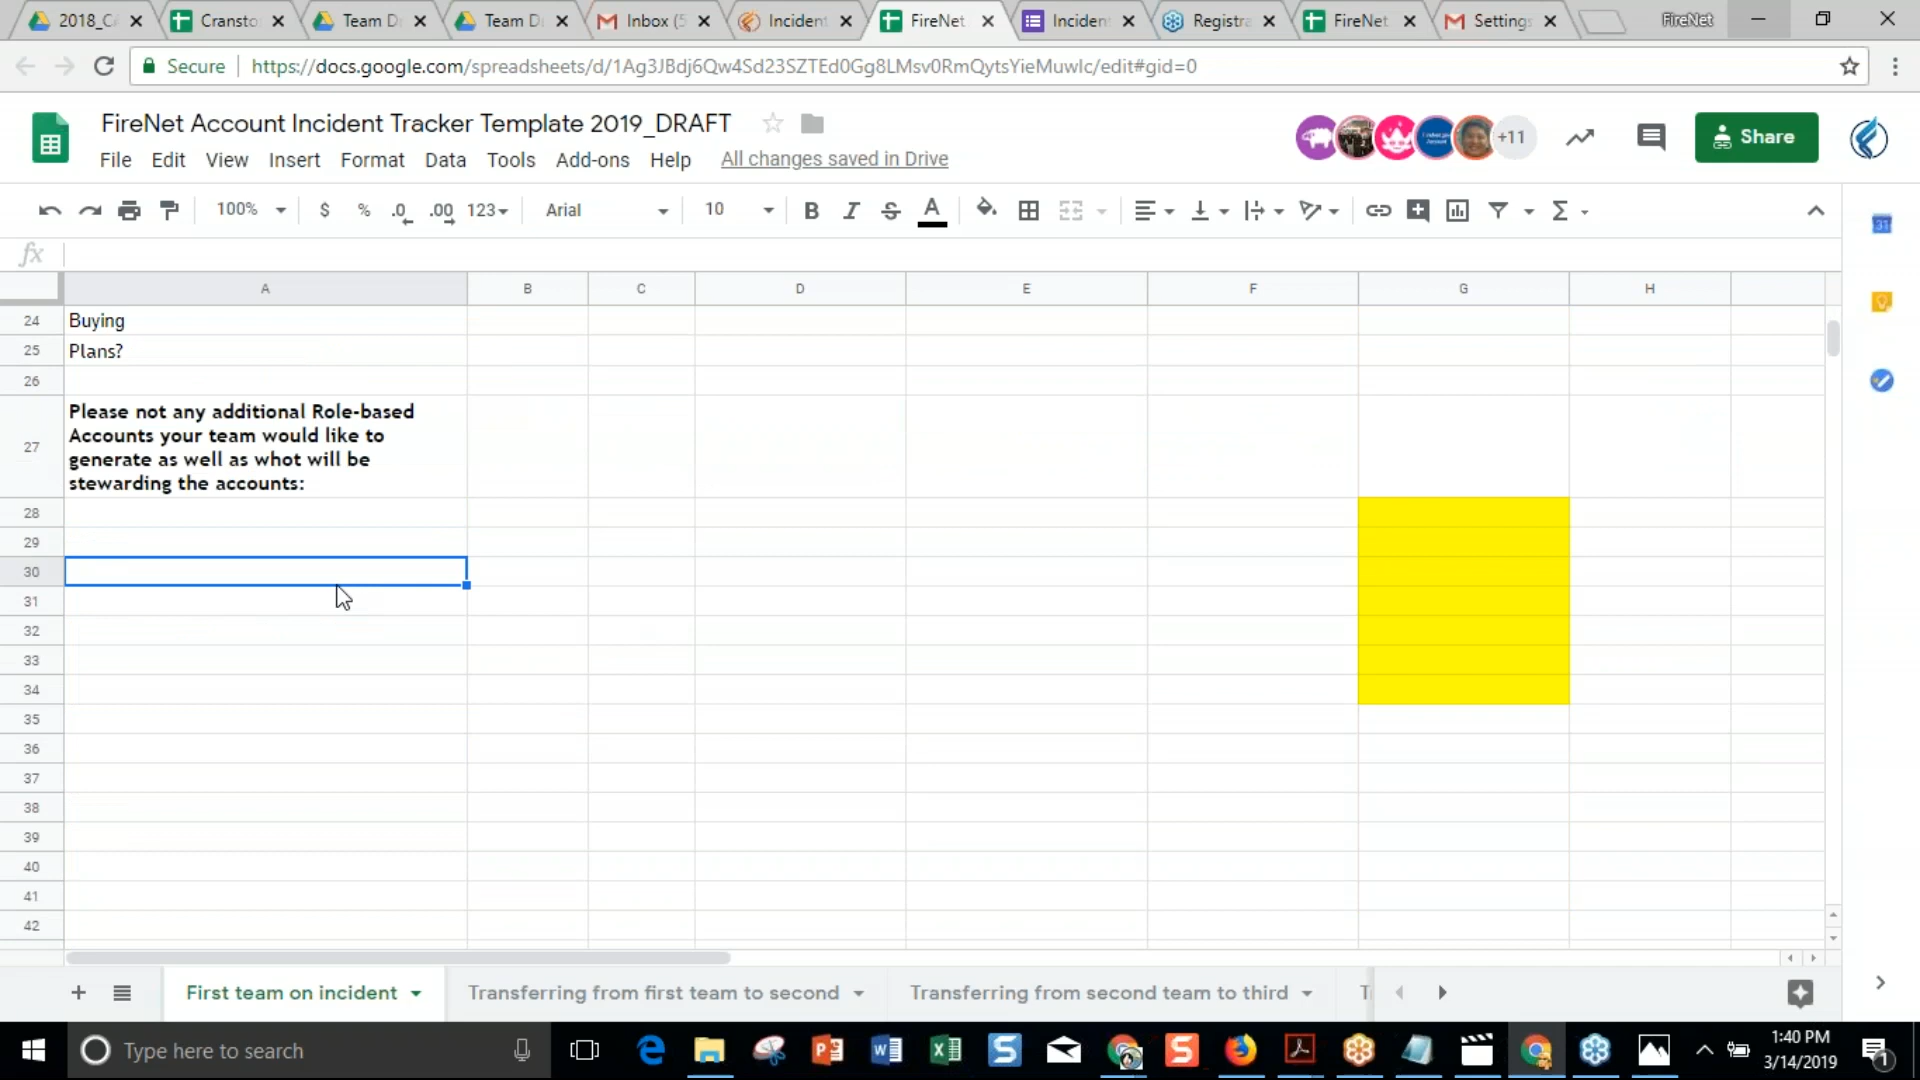 2018_CA
Cransto
Team D
Team D
Inbox (5
Incident
FireNet
Inciden
Registra
FireNet
Settings
FireNet
Secure
https://docs.google.com/spreadsheets/d/1Ag3JBdj6Qw4Sd23SZTEd0Gg8LMsv0RmQytsYieMuwIc/edit#gid=0
FireNet Account Incident Tracker Template 2019_DRAFT
File Edit View Insert Format Data Tools Add-ons Help All changes saved in Drive
+11
Share
100% $ % .0 .00 123 Arial 10 B I S A
fx
A B C D E F G H
24 Buying
25 Plans?
26
27 Please not any additional Role-based
Accounts your team would like to
generate as well as whot will be
stewarding the accounts:
28
29
30
31
32
33
34
35
36
37
38
39
40
41
42
31
First team on incident
Transferring from first team to second
Transferring from second team to third
Type here to search
1:40 PM
3/14/2019
1